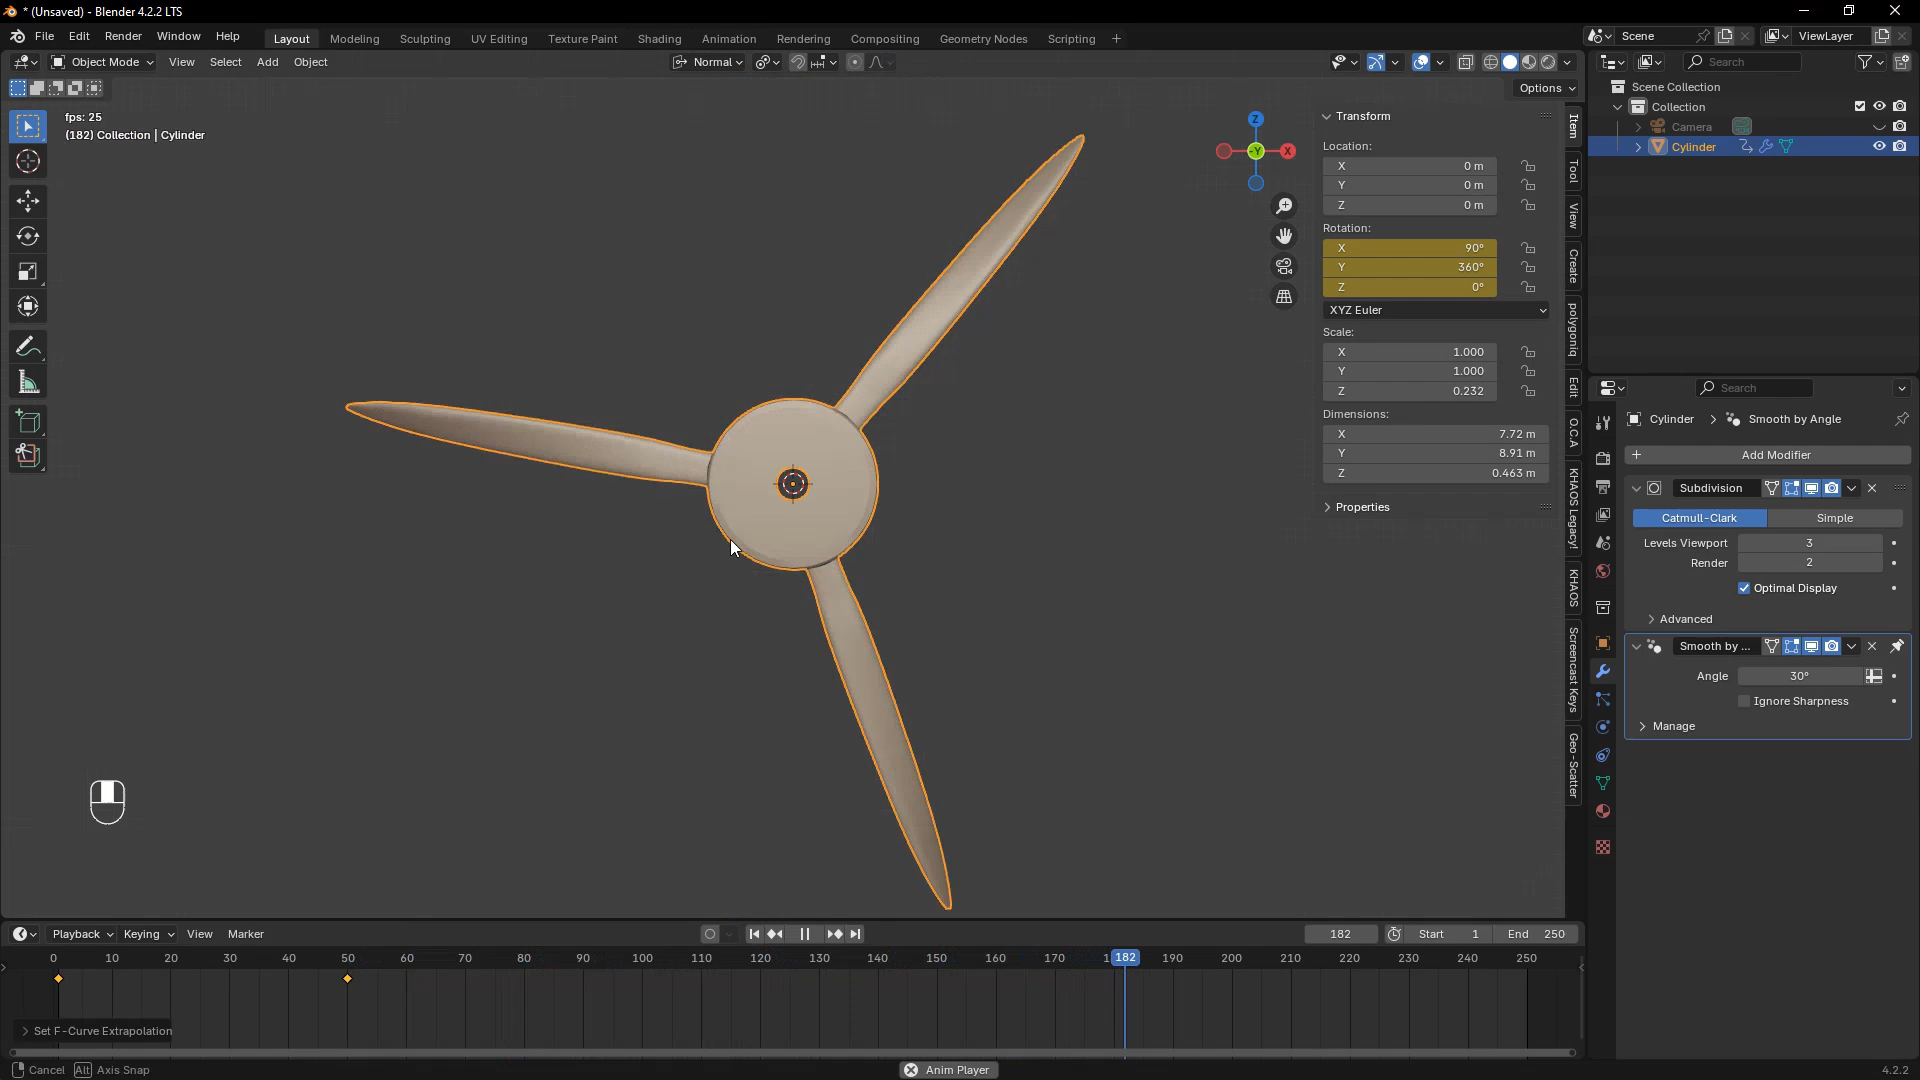 * (Unsaved) - Blender 4.2.2 LTS
File Edit Render Window Help Layout Modeling Sculpting UV Editing Texture Paint Shading Animation Rendering Compositing Geometry Nodes Scripting + Scene ViewLayer
Object Mode View Select Add Object Normal Search
Options
fps: 25
(182) Collection | Cylinder
Z
-Y
X
Transform
Location:
X 0 m
Y 0 m
Z 0 m
Rotation:
X 90°
Y 360°
Z 0°
XYZ Euler
Scale:
X 1.000
Y 1.000
Z 0.232
Dimensions:
X 7.72 m
Y 8.91 m
Z 0.463 m
Properties
Item
Tool
View
Create
polygoniq
Edit
O.C.A
KHAOS Legacy!
KHAOS
Screencast Keys
Geo-Scatter
Scene Collection
Collection
Camera
Cylinder
Search
Cylinder > Smooth by Angle
+ Add Modifier
Subdivision
Catmull-Clark Simple
Levels Viewport 3
Render 2
Optimal Display
Advanced
Smooth by ...
Angle 30°
Ignore Sharpness
Manage
Playback Keying View Marker 182 Start 1 End 250
0 10 20 30 40 50 60 70 80 90 100 110 120 130 140 150 160 170 1 182 190 200 210 220 230 240 250
Set F-Curve Extrapolation
Cancel Alt Axis Snap Anim Player 4.2.2